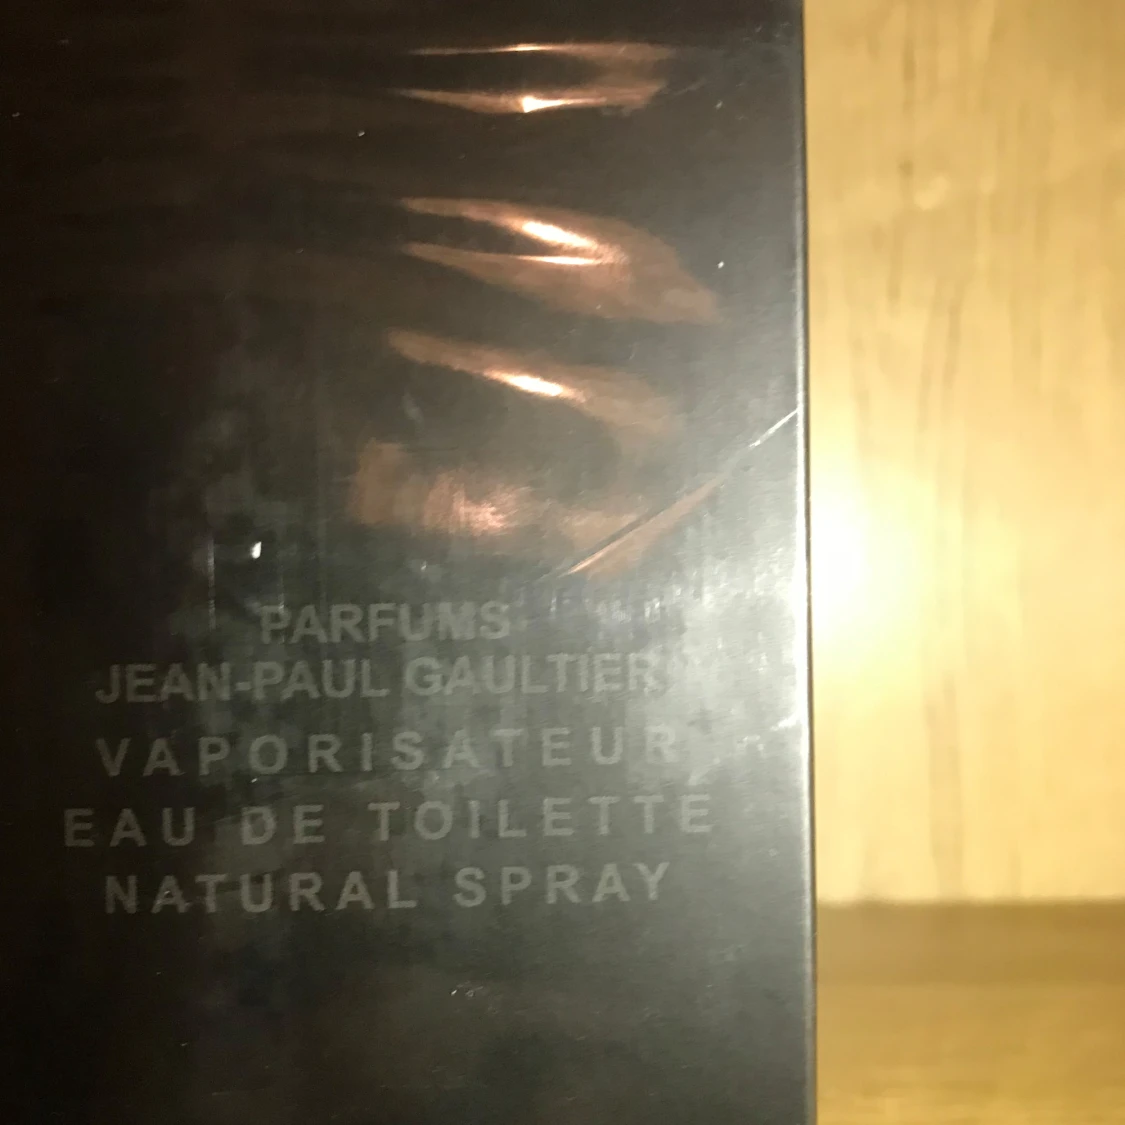 PARFUMS
JEAN-PAUL GAULTIER
VAPORISATEUR
EAU DE TOILETTE
NATURAL SPRAY